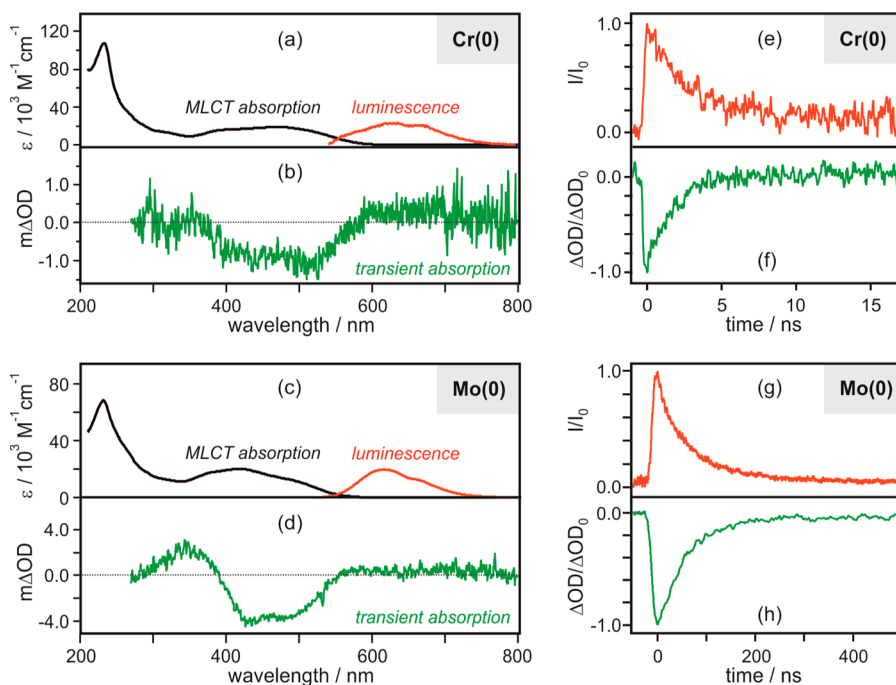 (a) Cr(0)
ε / 10³ M⁻¹cm⁻¹
120
80
40
0
MLCT absorption
luminescence
(b)
mΔOD
1.0
0.0
-1.0
transient absorption
200 400 600 800
wavelength / nm
(e) Cr(0)
I/I₀
1.0
0.0
(f)
ΔOD/ΔOD₀
0.0
-1.0
0 5 10 15
time / ns
(c) Mo(0)
ε / 10³ M⁻¹cm⁻¹
80
40
0
MLCT absorption
luminescence
(d)
mΔOD
4.0
0.0
-4.0
transient absorption
200 400 600 800
wavelength / nm
(g) Mo(0)
I/I₀
1.0
0.0
(h)
ΔOD/ΔOD₀
0.0
-1.0
0 200 400
time / ns